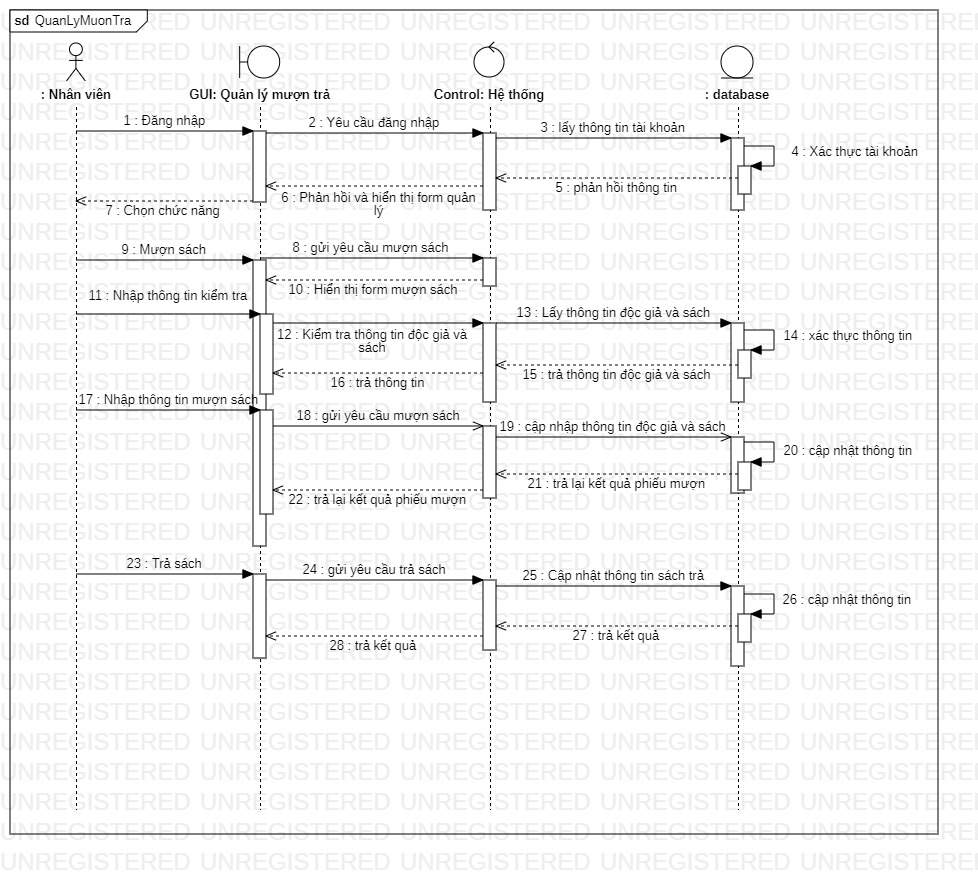 sd QuanLyMuonTra
: Nhân viên
GUI: Quản lý mượn trả
Control: Hệ thống
: database
1 : Đăng nhập
2 : Yêu cầu đăng nhập
3 : lấy thông tin tài khoản
4 : Xác thực tài khoản
5 : phản hồi thông tin
6 : Phản hồi và hiển thị form quản
lý
7 : Chọn chức năng
9 : Mượn sách
8 : gửi yêu cầu mượn sách
10 : Hiển thị form mượn sách
11 : Nhập thông tin kiểm tra
12 : Kiểm tra thông tin độc giả và
sách
13 : Lấy thông tin độc giả và sách
14 : xác thực thông tin
15 : trả thông tin độc giả và sách
16 : trả thông tin
17 : Nhập thông tin mượn sách
18 : gửi yêu cầu mượn sách
19 : cập nhập thông tin độc giả và sách
20 : cập nhật thông tin
21 : trả lại kết quả phiếu mượn
22 : trả lại kết quả phiếu mượn
23 : Trả sách
24 : gửi yêu cầu trả sách
25 : Cập nhật thông tin sách trả
26 : cập nhật thông tin
27 : trả kết quả
28 : trả kết quả
UNREGISTERED